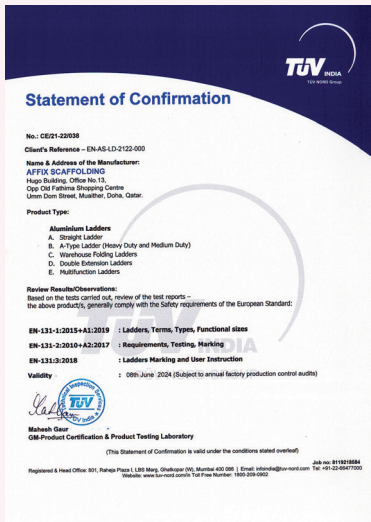 TÜV INDIA
TUV NORD Group
Statement of Confirmation
No.: CE/21-22/038
Client's Reference – EN-AS-LD-2122-000
Name & Address of the Manufacturer:
AFFIX SCAFFOLDING
Hugo Building, Office No.13,
Opp Old Fathima Shopping Centre
Umm Dom Street, Muaither, Doha, Qatar.
Product Type:
Aluminium Ladders
A. Straight Ladder
B. A-Type Ladder (Heavy Duty and Medium Duty)
C. Warehouse Folding Ladders
D. Double Extension Ladders
E. Multifunction Ladders
Review Results/Observations:
Based on the tests carried out, review of the test reports –
the above product/s, generally comply with the Safety requirements of the European Standard:
EN-131-1:2015+A1:2019 : Ladders, Terms, Types, Functional sizes
EN-131-2:2010+A2:2017 : Requirements, Testing, Marking
EN-131:3:2018 : Ladders Marking and User Instruction
Validity : 08th June 2024 (Subject to annual factory production control audits)
TÜV INDIA
Technical Inspection Services
TÜV
TUV India
Mahesh Gaur
GM-Product Certification & Product Testing Laboratory
(This Statement of Confirmation is valid under the conditions stated overleaf)
Job no: 8119218684
Registered & Head Office: 801, Raheja Plaza I, LBS Marg, Ghatkopar (W), Mumbai 400 086 | Email: infoindia@tuv-nord.com Tel: +91-22-66477000
Website: www.tuv-nord.com/in Toll Free Number: 1800-209-0902